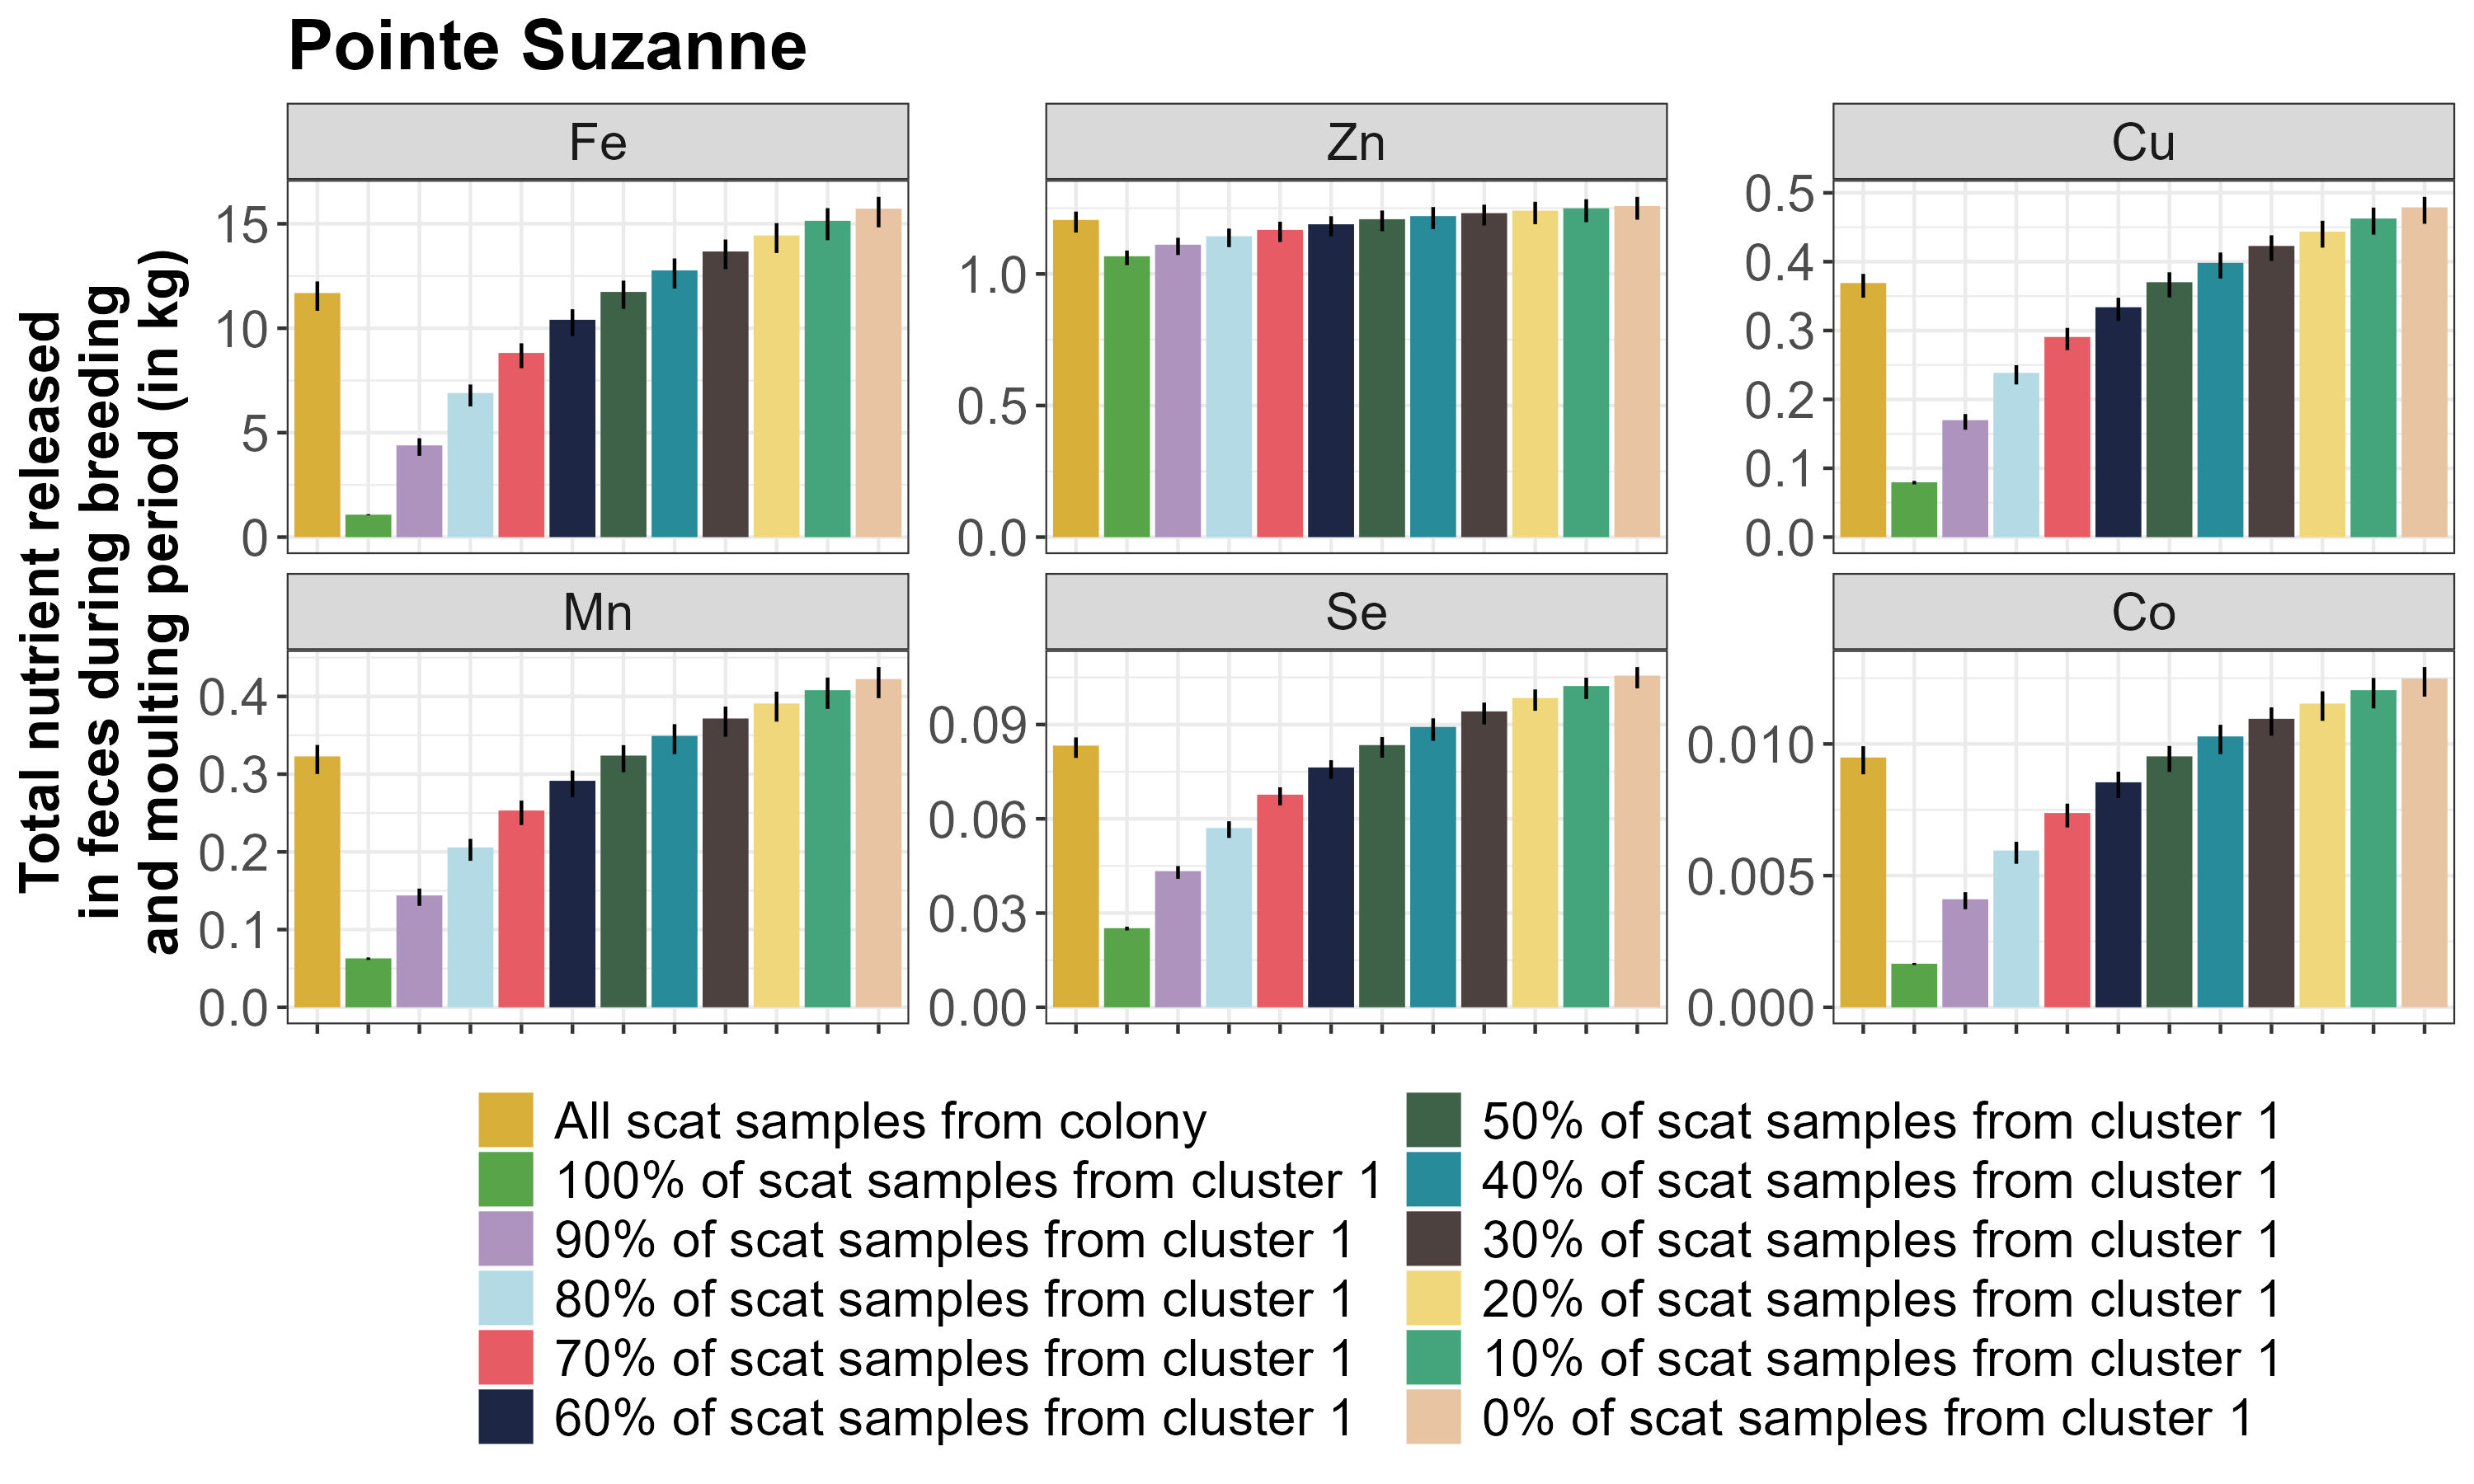 Pointe Suzanne
Total nutrient released
in feces during breeding
and moulting period (in kg)
Fe
15
10
5
0
Zn
1.0
0.5
0.0
Cu
0.5
0.4
0.3
0.2
0.1
0.0
Mn
0.4
0.3
0.2
0.1
0.0
Se
0.09
0.06
0.03
0.00
Co
0.010
0.005
0.000
All scat samples from colony
100% of scat samples from cluster 1
90% of scat samples from cluster 1
80% of scat samples from cluster 1
70% of scat samples from cluster 1
60% of scat samples from cluster 1
50% of scat samples from cluster 1
40% of scat samples from cluster 1
30% of scat samples from cluster 1
20% of scat samples from cluster 1
10% of scat samples from cluster 1
0% of scat samples from cluster 1